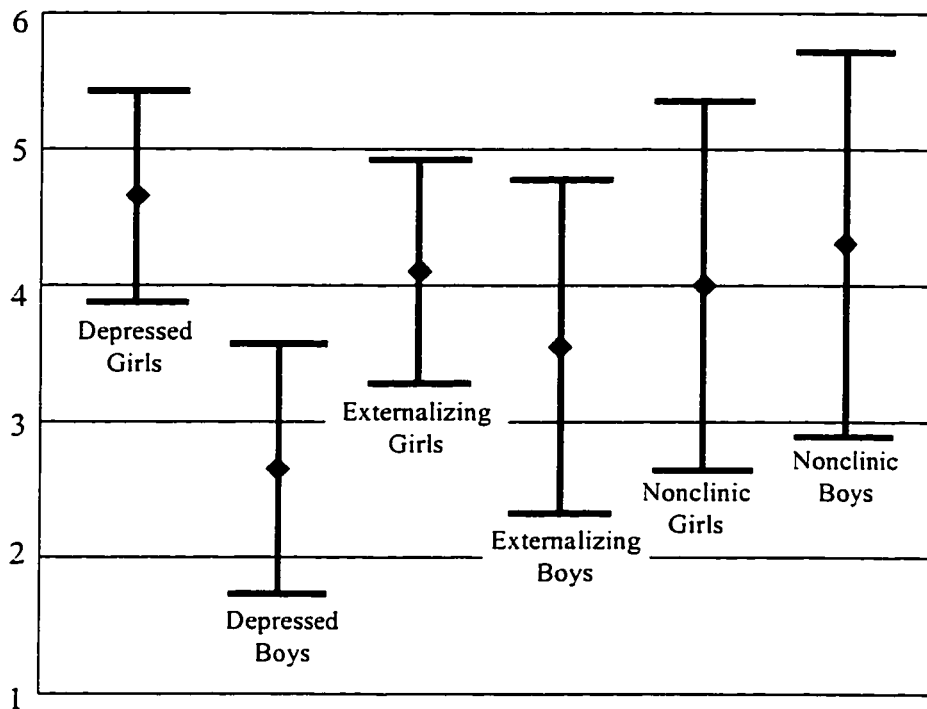 6
5
4
3
2
1
Depressed
Girls
Depressed
Boys
Externalizing
Girls
Externalizing
Boys
Nonclinic
Girls
Nonclinic
Boys